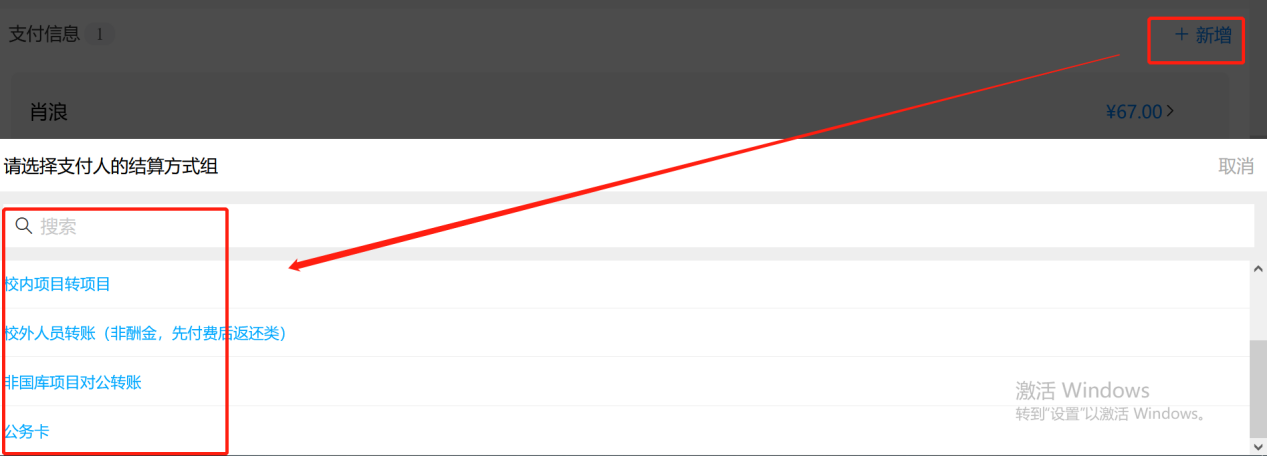 支付信息 1
+ 新增
肖浪
¥67.00 >
请选择支付人的结算方式组
取消
搜索
校内项目转项目
校外人员转账（非酬金，先付费后返还类）
非国库项目对公转账
公务卡
激活 Windows
转到"设置"以激活 Windows。